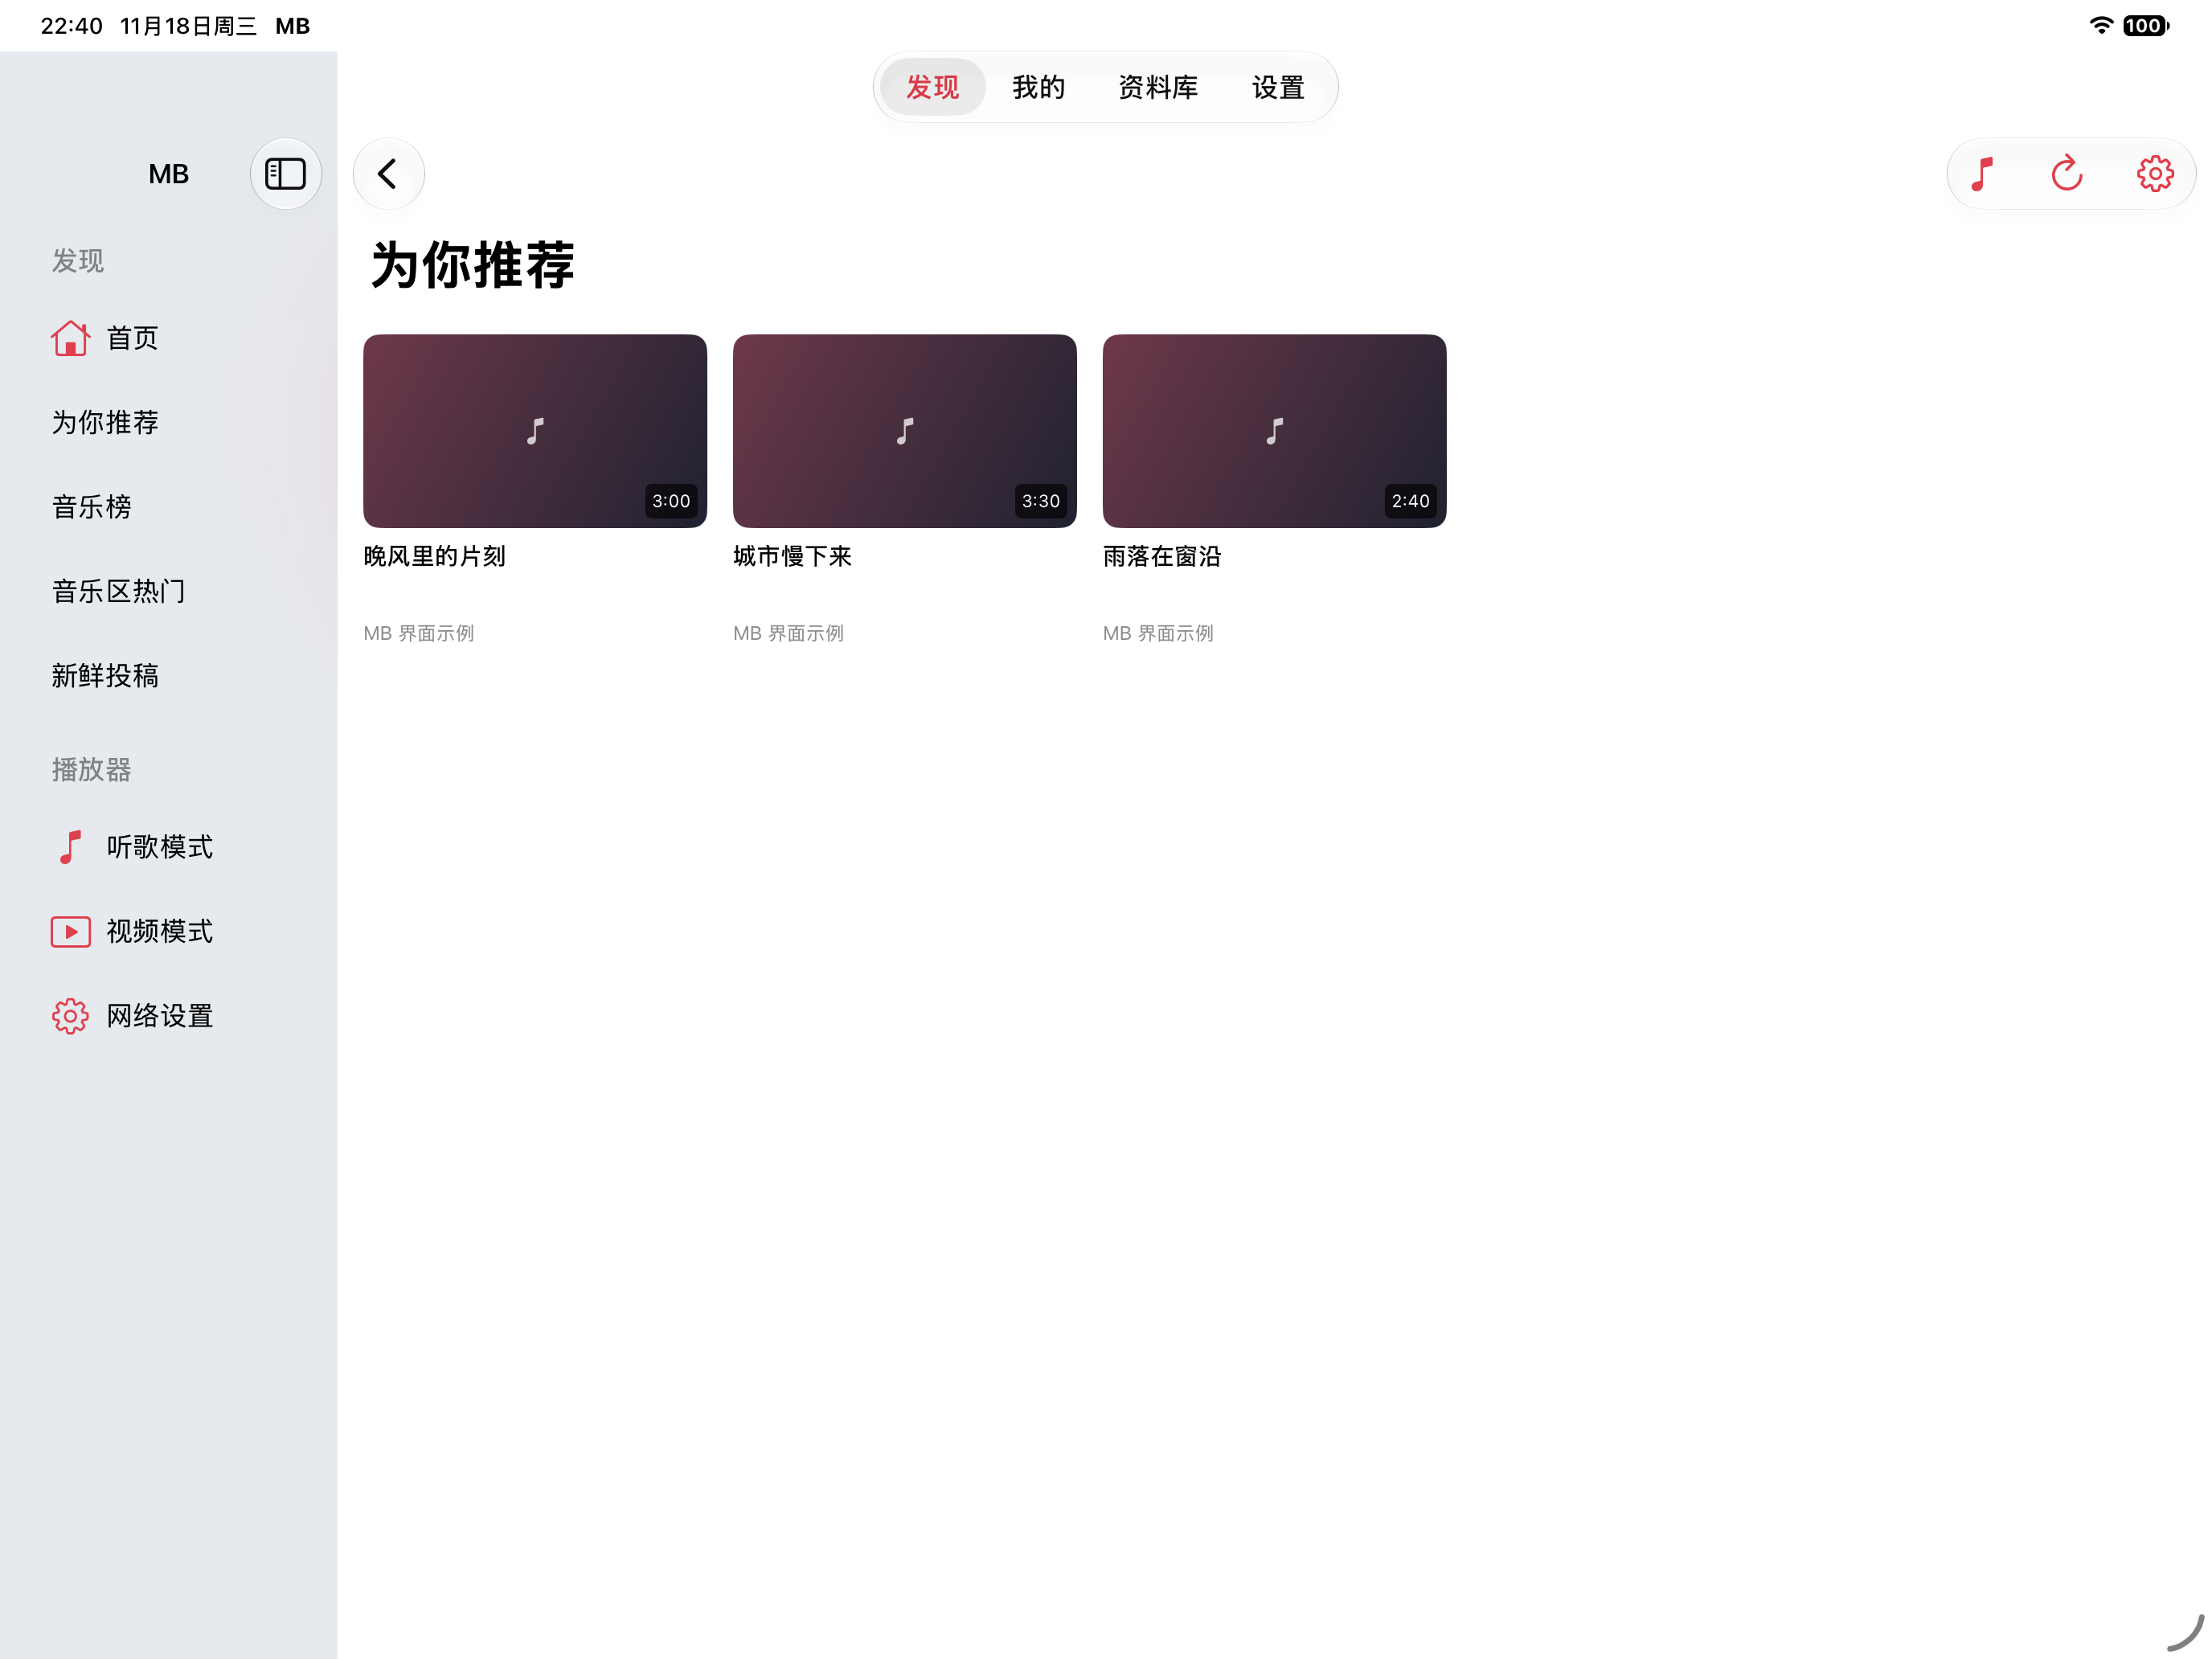 22:40 11月18日周三 MB
100
发现 我的 资料库 设置
MB
发现
首页
为你推荐
音乐榜
音乐区热门
新鲜投稿
播放器
听歌模式
视频模式
网络设置
为你推荐
3:00
晚风里的片刻
MB 界面示例
3:30
城市慢下来
MB 界面示例
2:40
雨落在窗沿
MB 界面示例